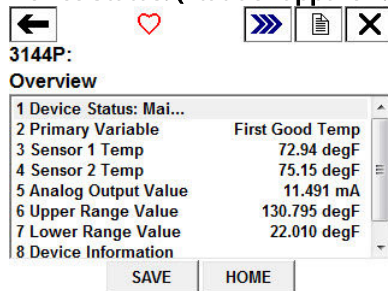 3144P:
Overview
1 Device Status: Mai...
2 Primary Variable First Good Temp
3 Sensor 1 Temp 72.94 degF
4 Sensor 2 Temp 75.15 degF
5 Analog Output Value 11.491 mA
6 Upper Range Value 130.795 degF
7 Lower Range Value 22.010 degF
8 Device Information
SAVE HOME